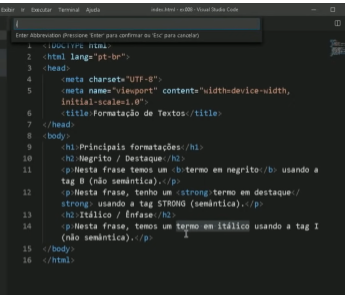 Exibir Ir Executar Terminal Ajuda index.html - Visual Studio Code
i
Enter Abbreviation (Pressione 'Enter' para confirmar ou 'Esc' para cancelar)
1 <!DOCTYPE html>
2 <html lang="pt-br">
3 <head>
4 <meta charset="UTF-8">
5 <meta name="viewport" content="width=device-width,
initial-scale=1.0">
6 <title>Formatação de Textos</title>
7 </head>
8 <body>
9 <h1>Principais formatações</h1>
10 <h2>Negrito / Destaque</h2>
11 <p>Nesta frase temos um <b>termo em negrito</b> usando a
tag B (não semântica).</p>
12 <p>Nesta frase, tenho um <strong>termo em destaque</
strong> usando a tag STRONG (semântica).</p>
13 <h2>Itálico / Ênfase</h2>
14 <p>Nesta frase, temos um termo em itálico usando a tag I
(não semântica).</p>
15 </body>
16 </html>